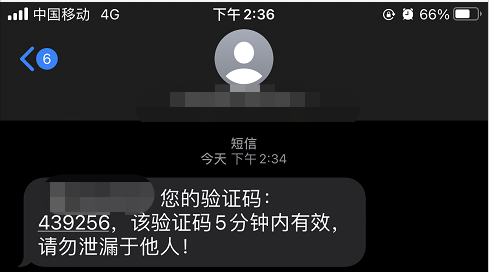 中国移动 4G 下午 2:36 66%
6
短信
今天 下午 2:34
您的验证码：
439256，该验证码5分钟内有效，
请勿泄漏于他人！